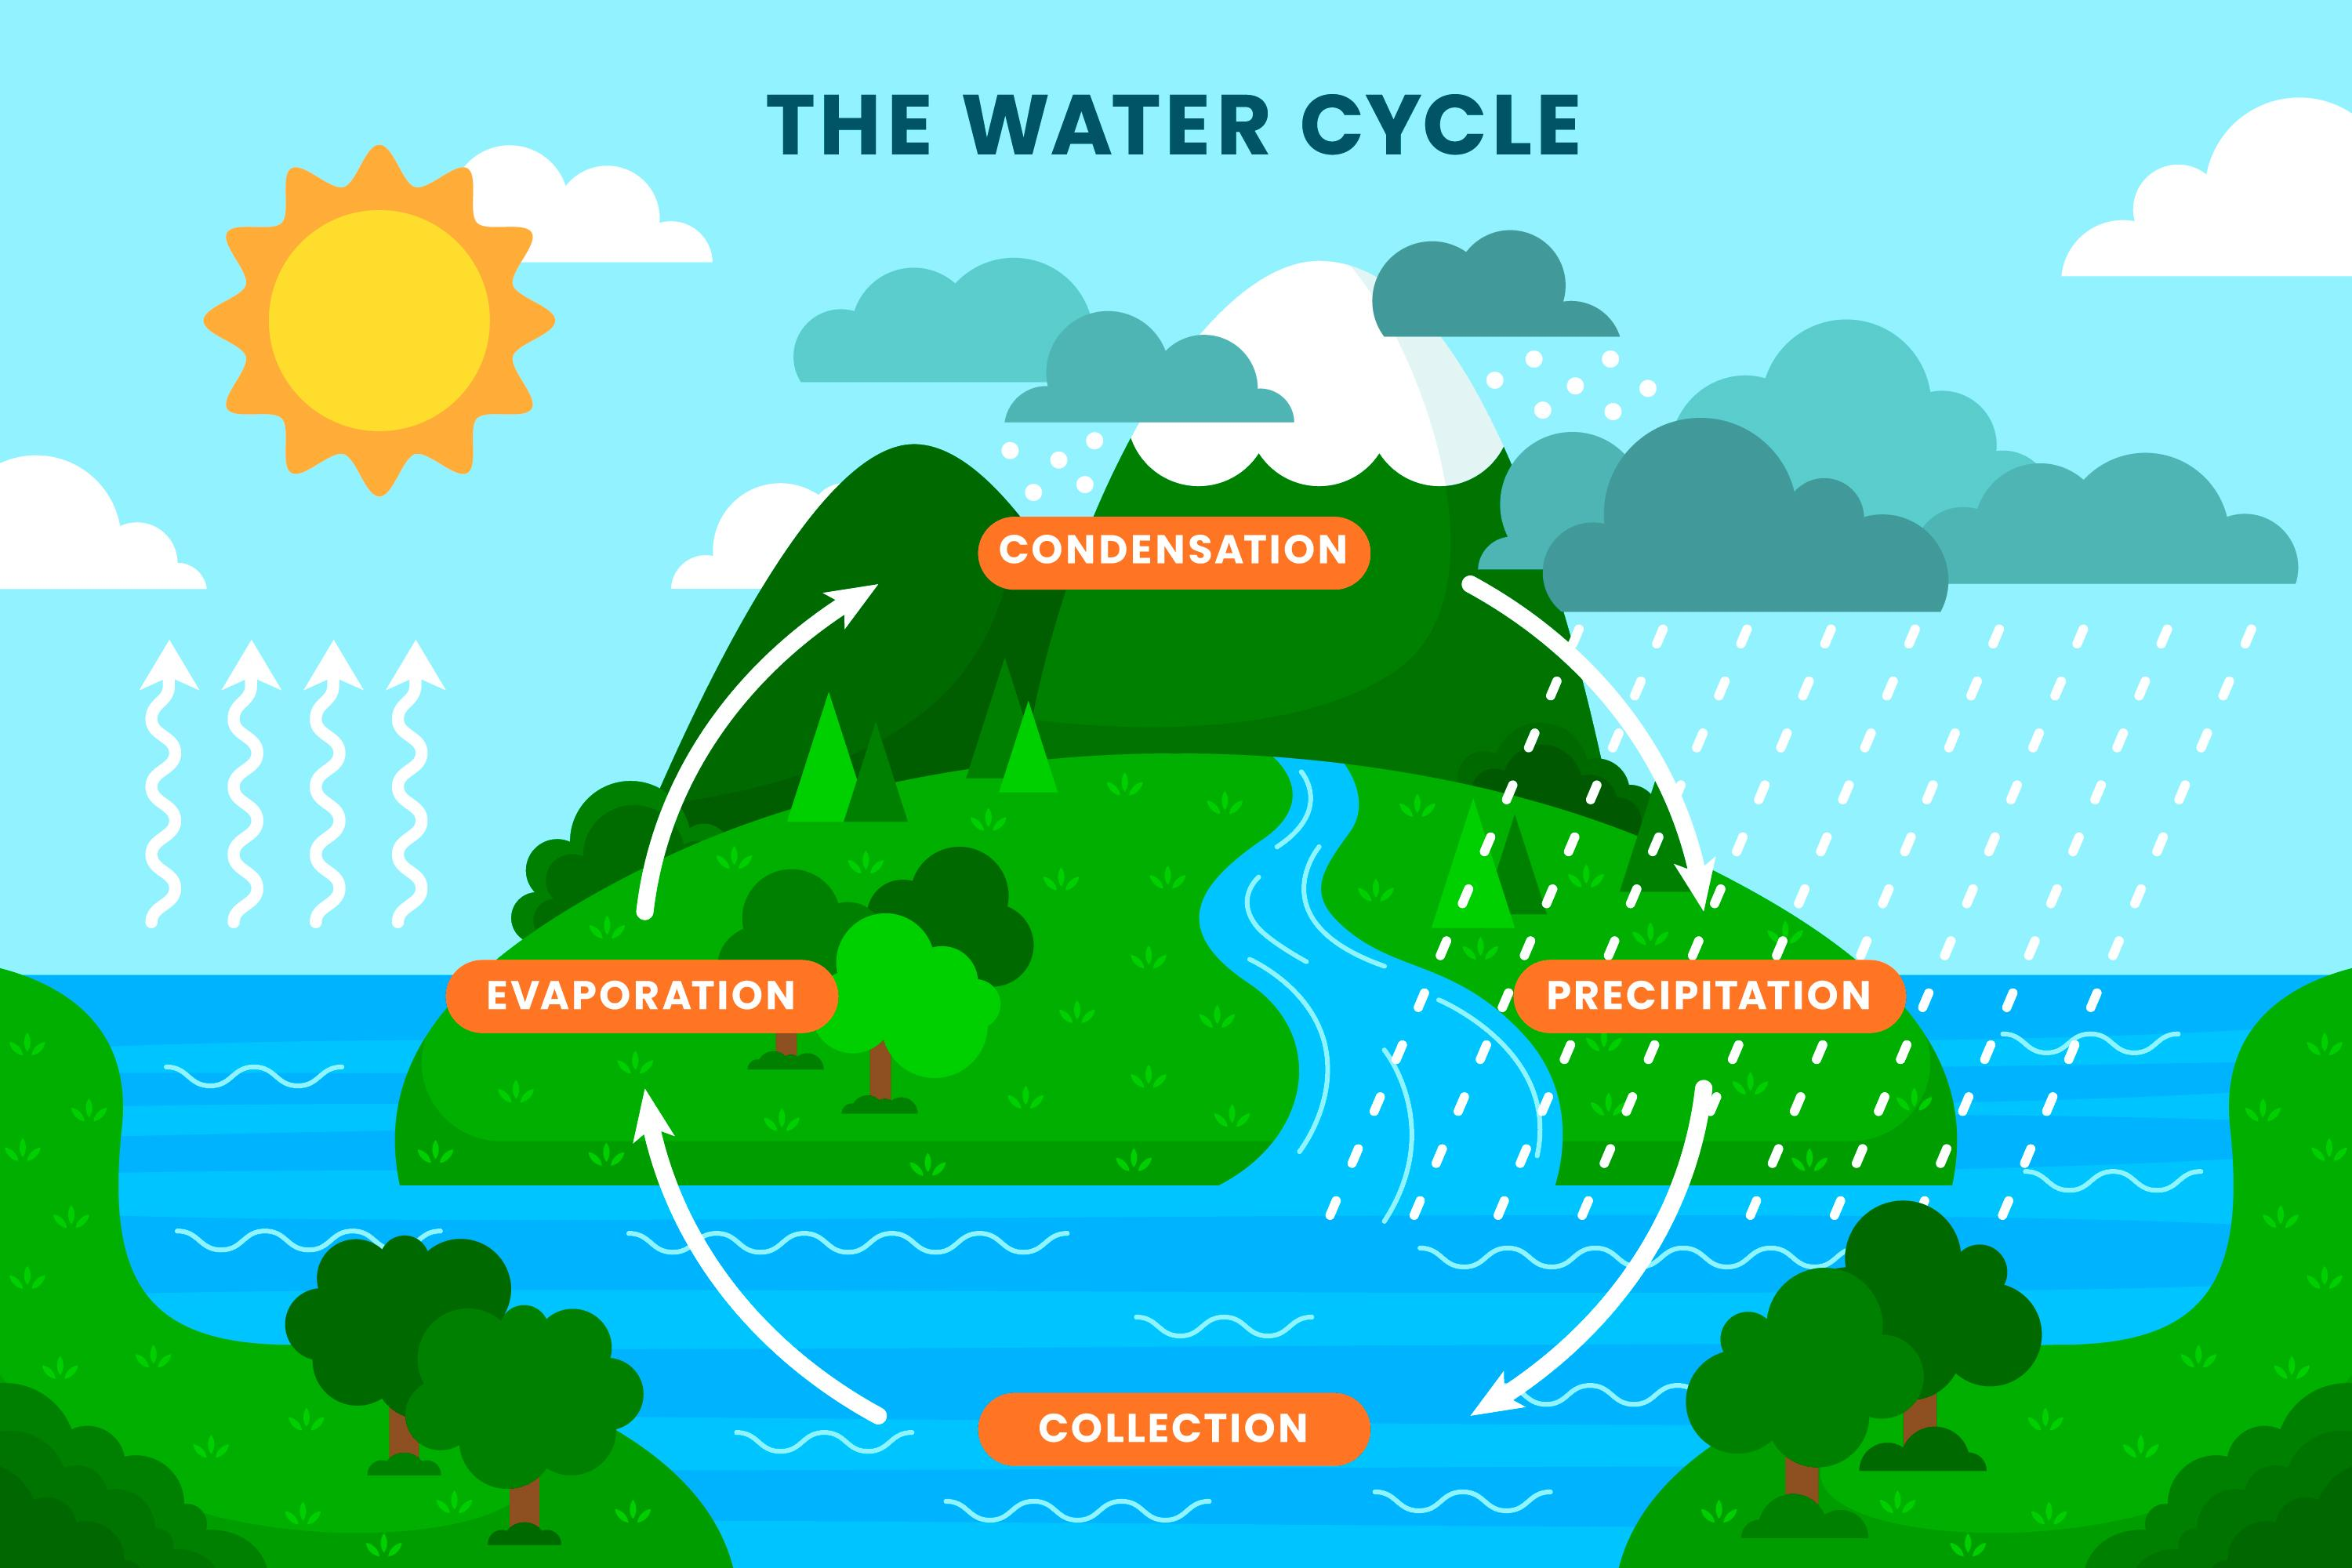 THE WATER CYCLE
CONDENSATION
EVAPORATION
PRECIPITATION
COLLECTION